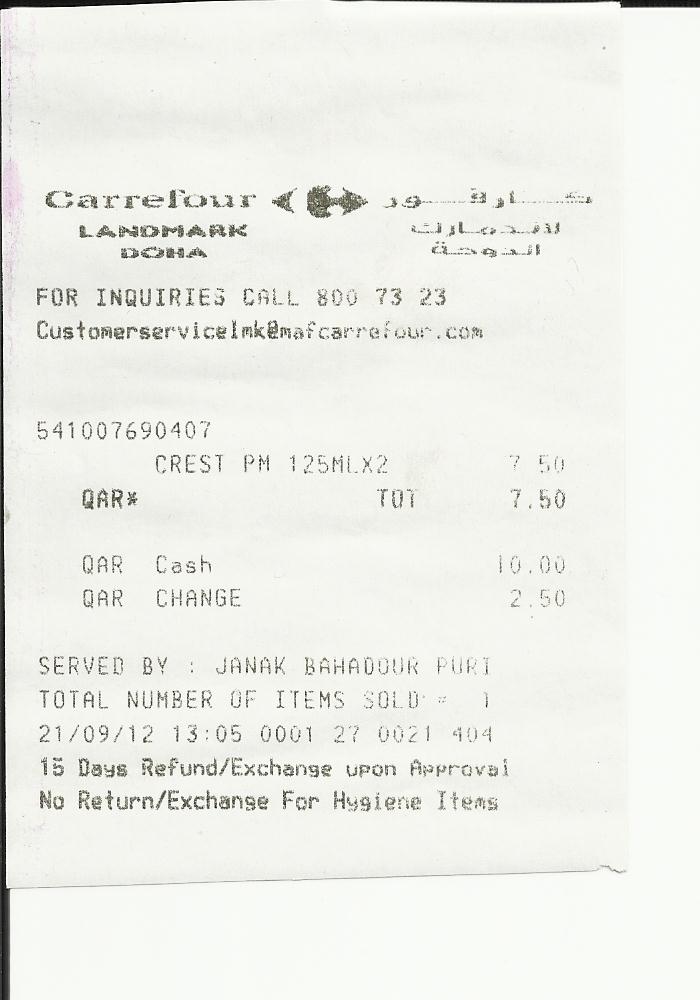 Carrefour كارفور
LANDMARK لاندمارك
DOHA الدوحة
FOR INQUIRIES CALL 800 73 23
Customerservicelmk@mafcarrefour.com
541007690407
CREST PM 125MLX2 7.50
QAR* TOT 7.50
QAR Cash 10.00
QAR CHANGE 2.50
SERVED BY : JANAK BAHADOUR PURI
TOTAL NUMBER OF ITEMS SOLD = 1
21/09/12 13:05 0001 27 0021 404
15 Days Refund/Exchange upon Approval
No Return/Exchange For Hygiene Items